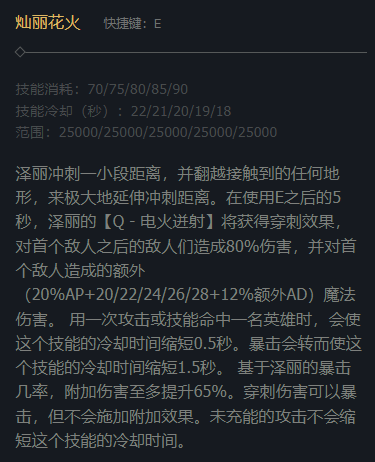 灿丽花火 快捷键：E
技能消耗：70/75/80/85/90
技能冷却（秒）：22/21/20/19/18
范围：25000/25000/25000/25000/25000
泽丽冲刺一小段距离，并翻越接触到的任何地
形，来极大地延伸冲刺距离。在使用E之后的5
秒，泽丽的【Q - 电火迸射】将获得穿刺效果，
对首个敌人之后的敌人们造成80%伤害，并对首
个敌人造成的额外
（20%AP+20/22/24/26/28+12%额外AD）魔法
伤害。 用一次攻击或技能命中一名英雄时，会使
这个技能的冷却时间缩短0.5秒。暴击会转而使这
个技能的冷却时间缩短1.5秒。 基于泽丽的暴击
几率，附加伤害至多提升65%。穿刺伤害可以暴
击，但不会施加附加效果。未充能的攻击不会缩
短这个技能的冷却时间。